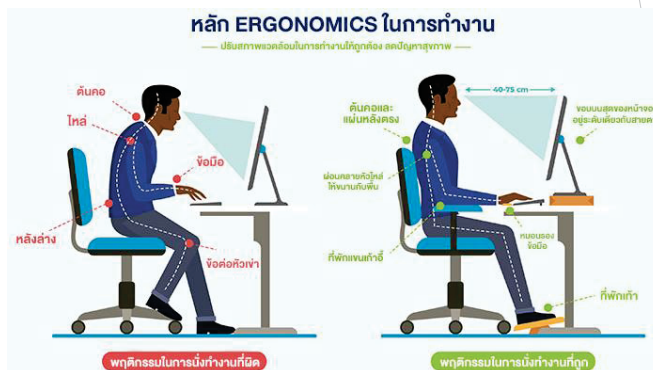 หลัก ERGONOMICS ในการทำงาน
ปรับสภาพแวดล้อมในการทำงานให้ถูกต้อง ลดปัญหาสุขภาพ
ต้นคอ
ไหล่
ข้อมือ
หลังล่าง
ข้อต่อหัวเข่า
พฤติกรรมในการนั่งทำงานที่ผิด
40-75 cm
ต้นคอและ
แผ่นหลังตรง
ขอบบนสุดของหน้าจอ
อยู่ระดับเดียวกับสายตา
ผ่อนคลายหัวไหล่
ให้ขนานกับพื้น
หมอนรอง
ข้อมือ
ที่พักแขนเก้าอี้
ที่พักเท้า
พฤติกรรมในการนั่งทำงานที่ถูก